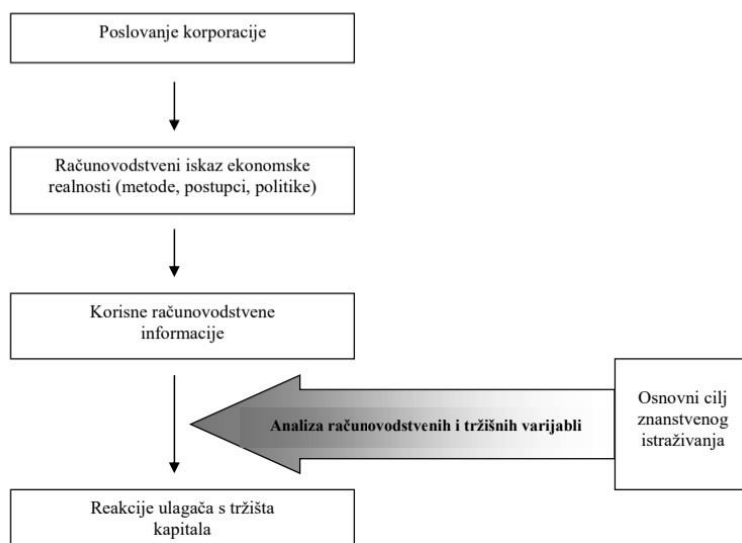 Poslovanje korporacije
Računovodstveni iskaz ekonomske
realnosti (metode, postupci, politike)
Korisne računovodstvene
informacije
Analiza računovodstvenih i tržišnih varijabli
Osnovni cilj
znanstvenog
istraživanja
Reakcije ulagača s tržišta
kapitala